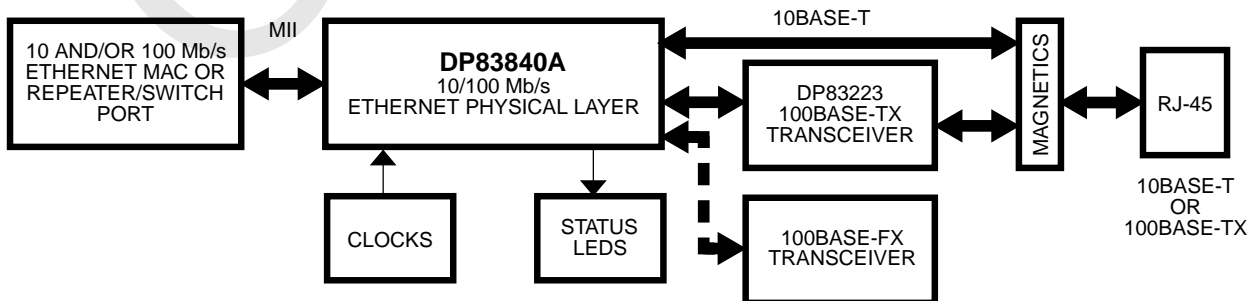 10BASE-T
MII
10 AND/OR 100 Mb/s
ETHERNET MAC OR
REPEATER/SWITCH
PORT
DP83840A
10/100 Mb/s
ETHERNET PHYSICAL LAYER
DP83223
100BASE-TX
TRANSCEIVER
MAGNETICS
RJ-45
10BASE-T
OR
100BASE-TX
CLOCKS
STATUS
LEDS
100BASE-FX
TRANSCEIVER